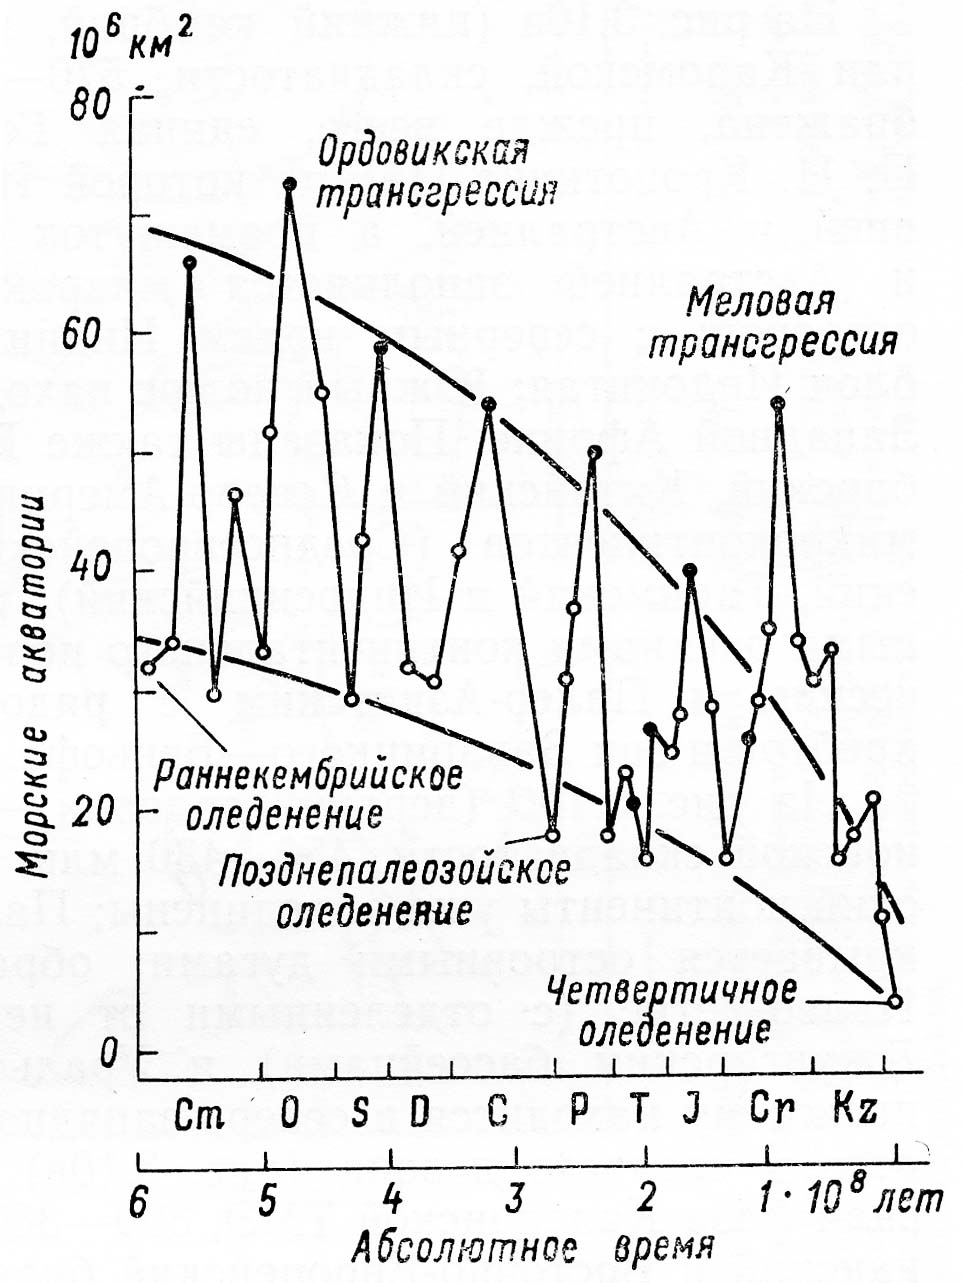 10⁶ км²
80
Ордовикская
трансгрессия
60
Меловая
трансгрессия
40
Морские акватории
Раннекембрийское
оледенение
20
Позднепалеозойское
оледенение
Четвертичное
оледенение
0
Cm O S D C P T J Cr Kz
6 5 4 3 2 1·10⁸ лет
Абсолютное время